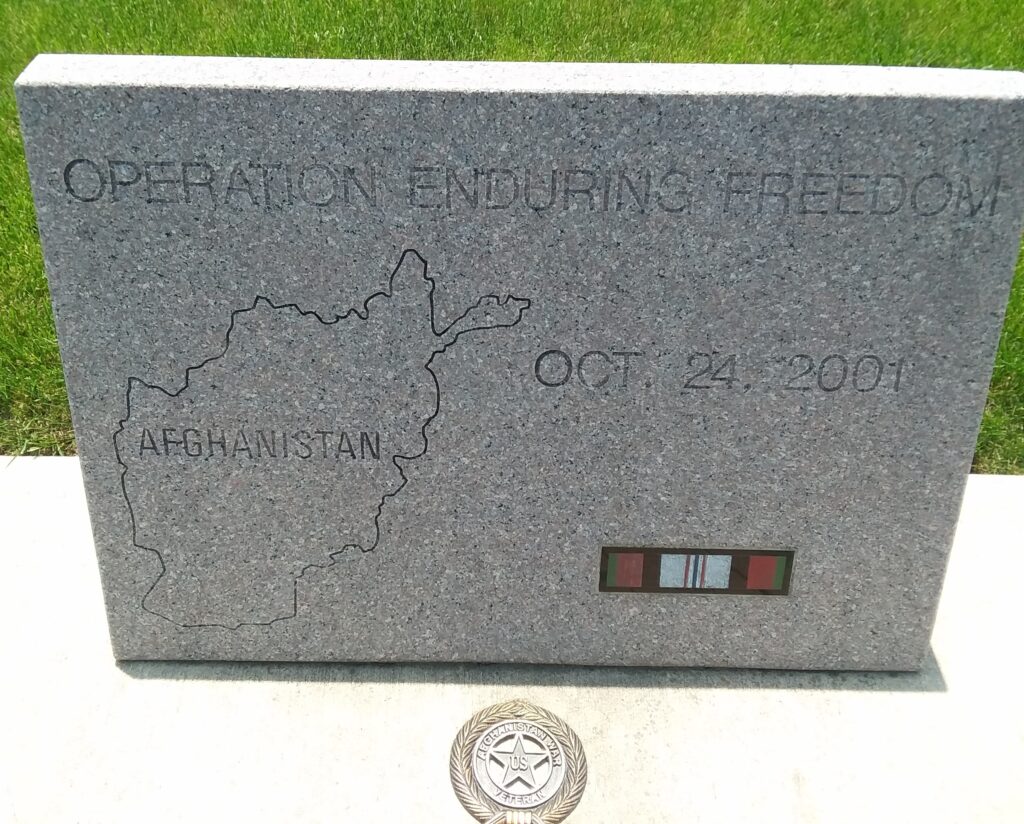 OPERATION ENDURING FREEDOM
OCT. 24, 2001
AFGHANISTAN
AFGHANISTAN WAR
US
VETERAN